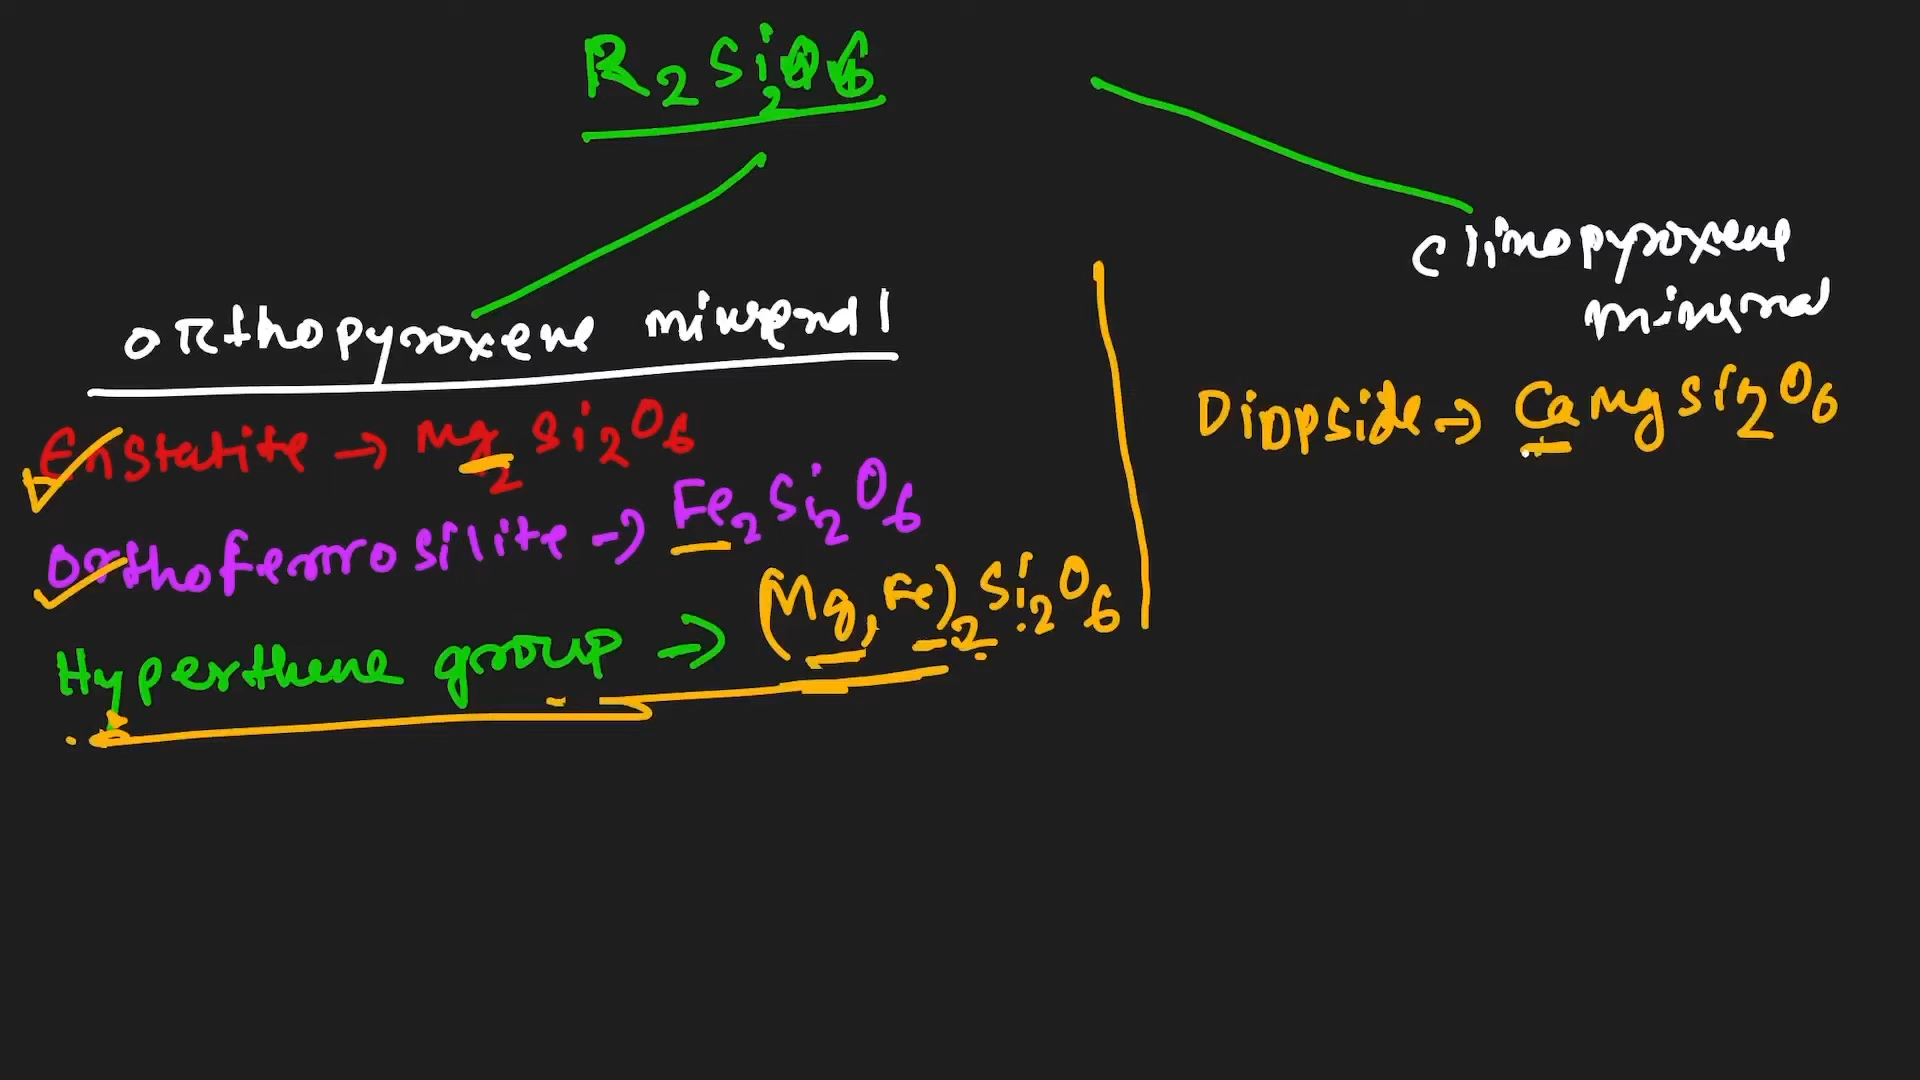 R2Si2O6
Orthopyroxene mineral
Enstatite → Mg2Si2O6
Orthoferrosilite → Fe2Si2O6
Hyperthene group → (Mg, Fe)2Si2O6
Clinopyroxene
mineral
Diopside → CaMgSi2O6